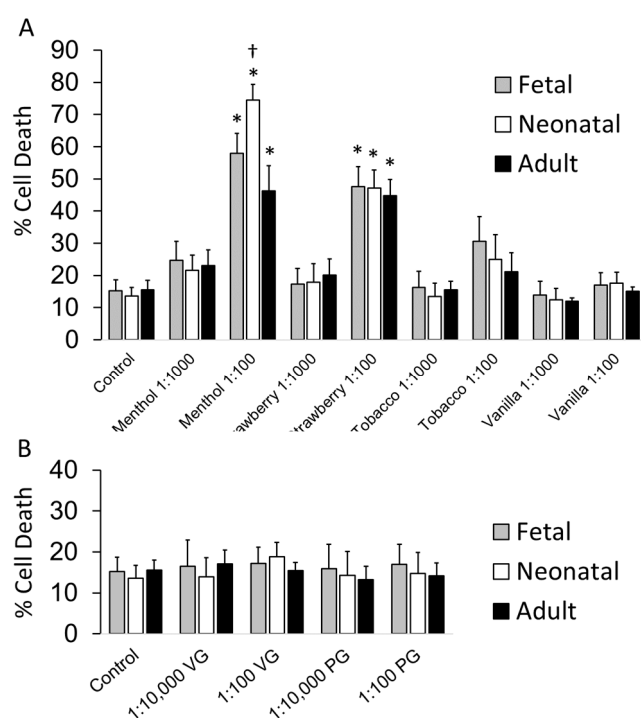 A
90
80
70
60
50
40
30
20
10
0
% Cell Death
†
* * *
* * *
Fetal
Neonatal
Adult
Control
Menthol 1:1000
Menthol 1:100
rawberry 1:1000
trawberry 1:100
Tobacco 1:1000
Tobacco 1:100
Vanilla 1:1000
Vanilla 1:100
B
40
30
20
10
0
% Cell Death
Fetal
Neonatal
Adult
Control
1:10,000 VG
1:100 VG
1:10,000 PG
1:100 PG